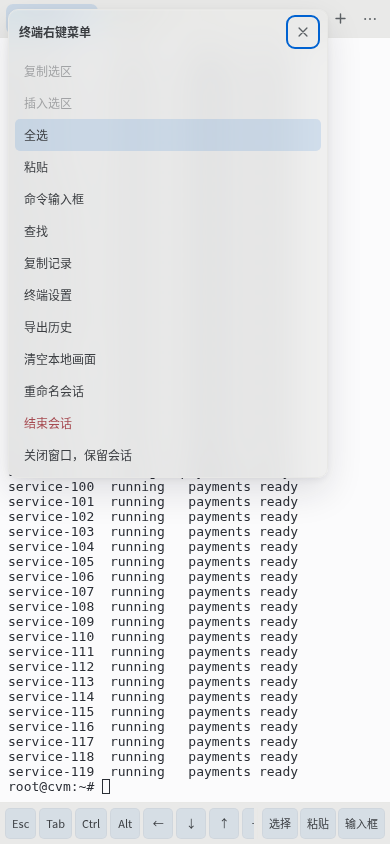 终端右键菜单
复制选区
插入选区
全选
粘贴
命令输入框
查找
复制记录
终端设置
导出历史
清空本地画面
重命名会话
结束会话
关闭窗口，保留会话
service-100  running   payments ready
service-101  running   payments ready
service-102  running   payments ready
service-103  running   payments ready
service-104  running   payments ready
service-105  running   payments ready
service-106  running   payments ready
service-107  running   payments ready
service-108  running   payments ready
service-109  running   payments ready
service-110  running   payments ready
service-111  running   payments ready
service-112  running   payments ready
service-113  running   payments ready
service-114  running   payments ready
service-115  running   payments ready
service-116  running   payments ready
service-117  running   payments ready
service-118  running   payments ready
service-119  running   payments ready
root@cvm:~#
Esc Tab Ctrl Alt ← ↓ ↑ 选择 粘贴 输入框